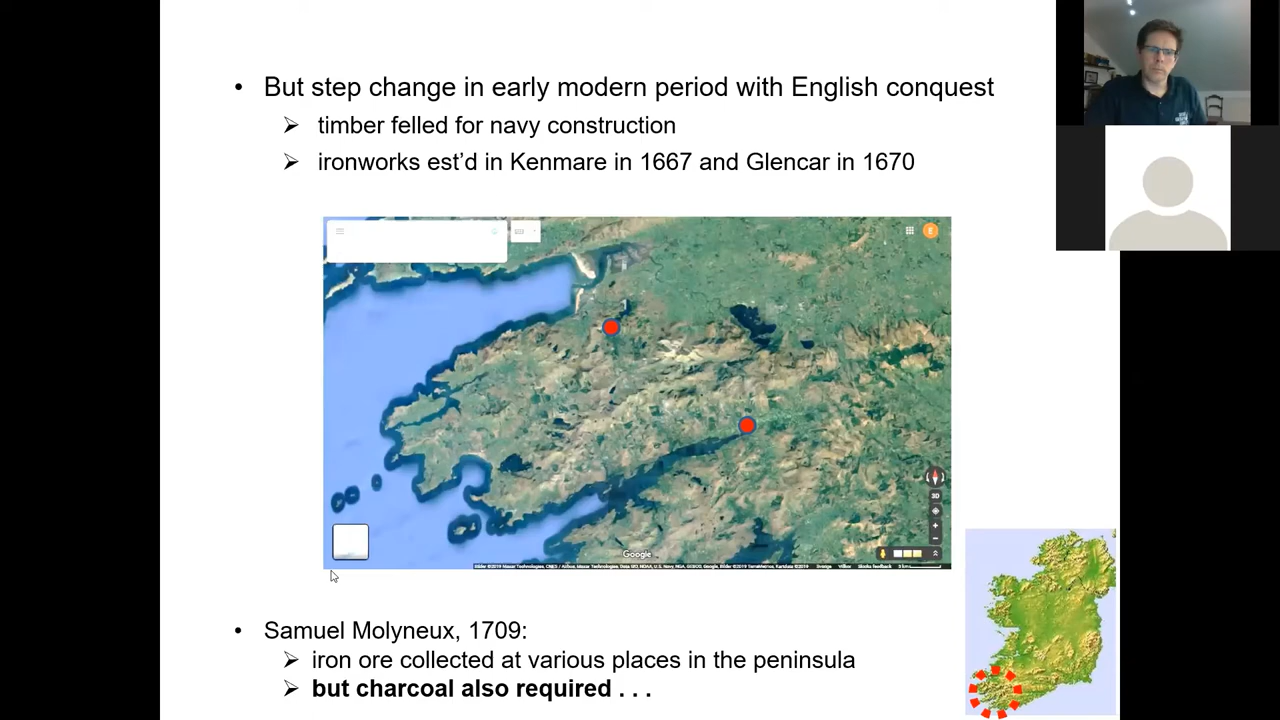 • But step change in early modern period with English conquest
➢ timber felled for navy construction
➢ ironworks est’d in Kenmare in 1667 and Glencar in 1670
E
3D
Google
• Samuel Molyneux, 1709:
➢ iron ore collected at various places in the peninsula
➢ but charcoal also required . . .